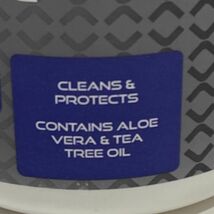 CLEANS &
PROTECTS
CONTAINS ALOE
VERA & TEA
TREE OIL